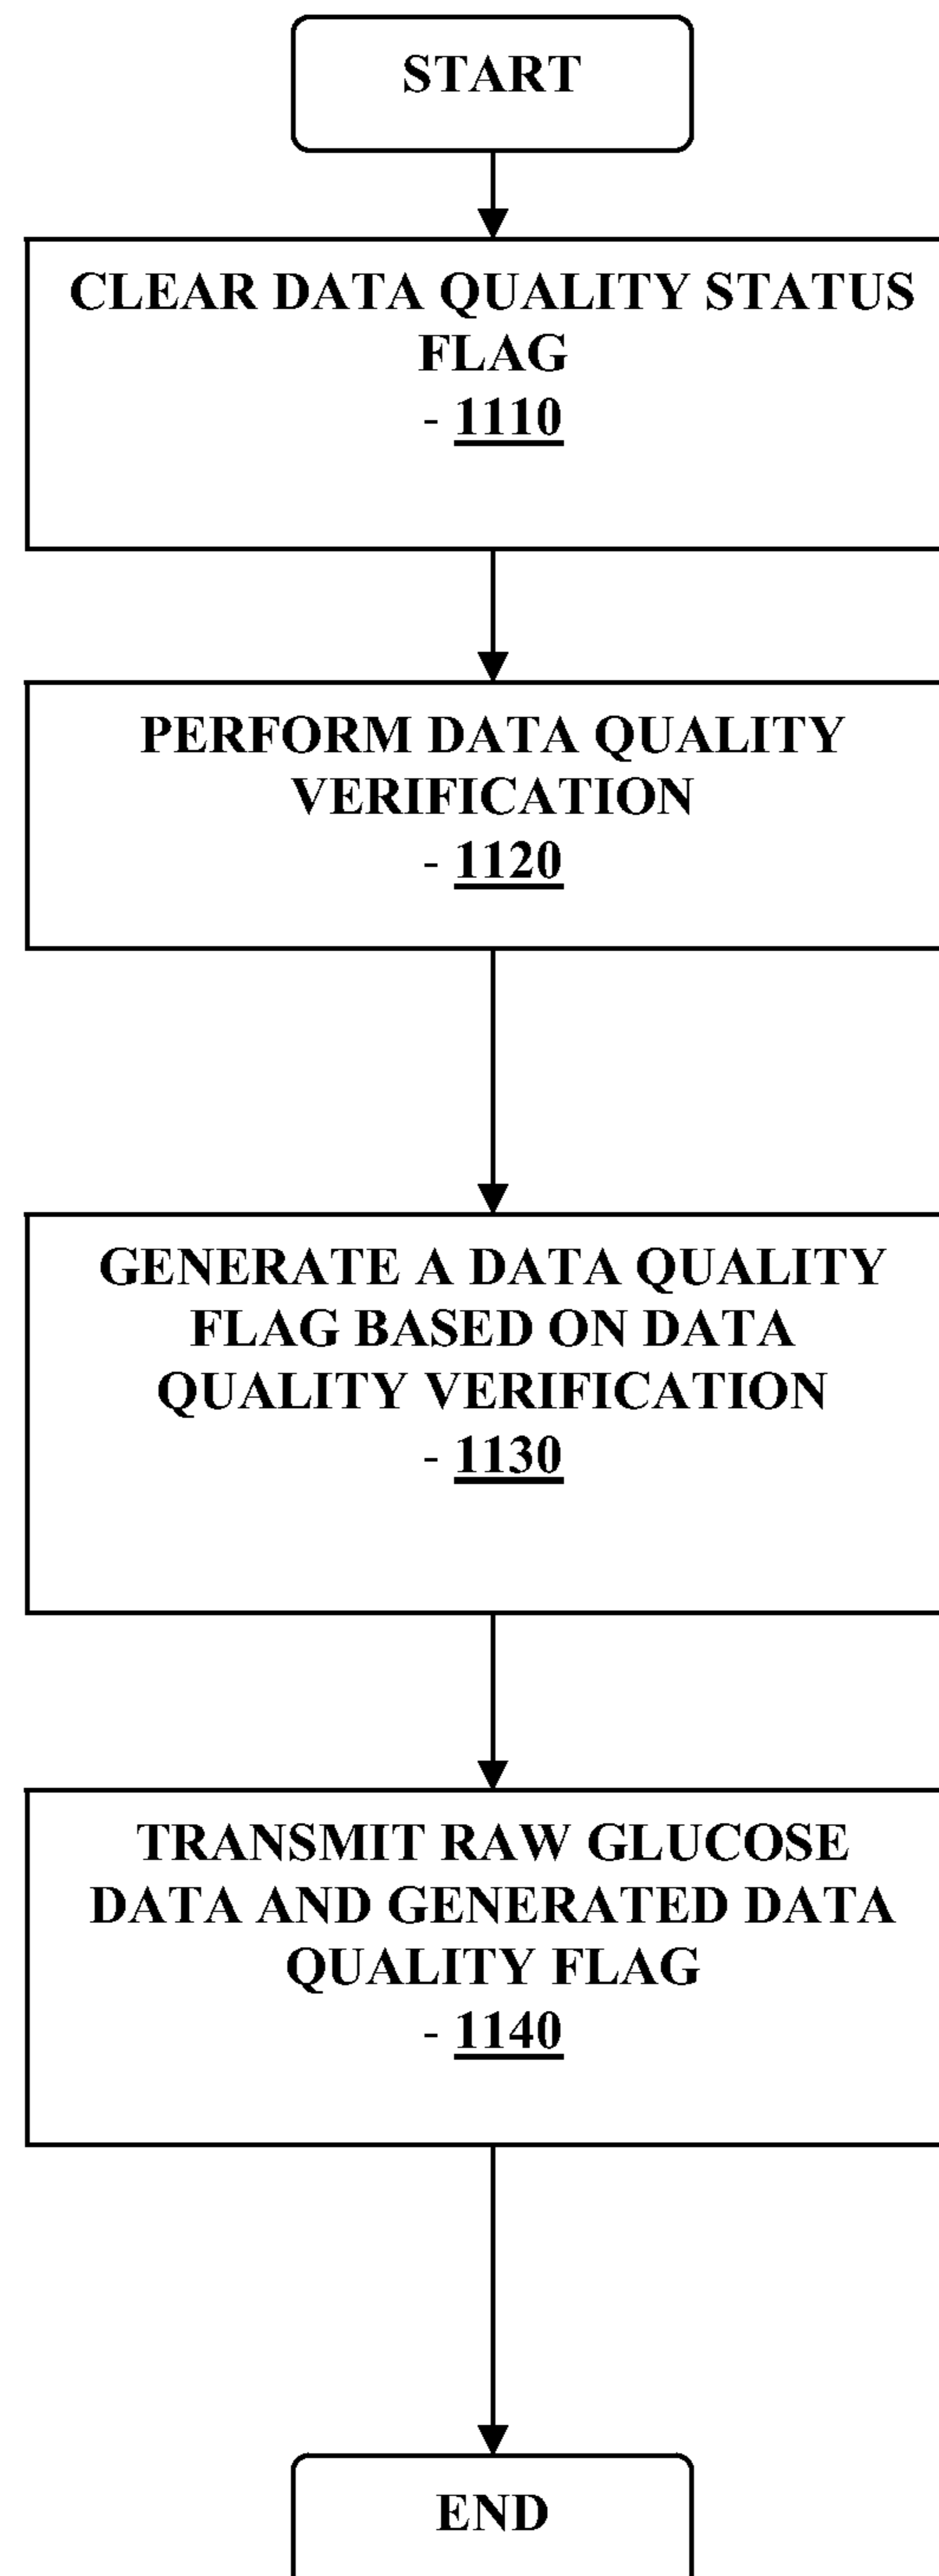 START
CLEAR DATA QUALITY STATUS
FLAG
- 1110
PERFORM DATA QUALITY
VERIFICATION
- 1120
GENERATE A DATA QUALITY
FLAG BASED ON DATA
QUALITY VERIFICATION
- 1130
TRANSMIT RAW GLUCOSE
DATA AND GENERATED DATA
QUALITY FLAG
- 1140
END